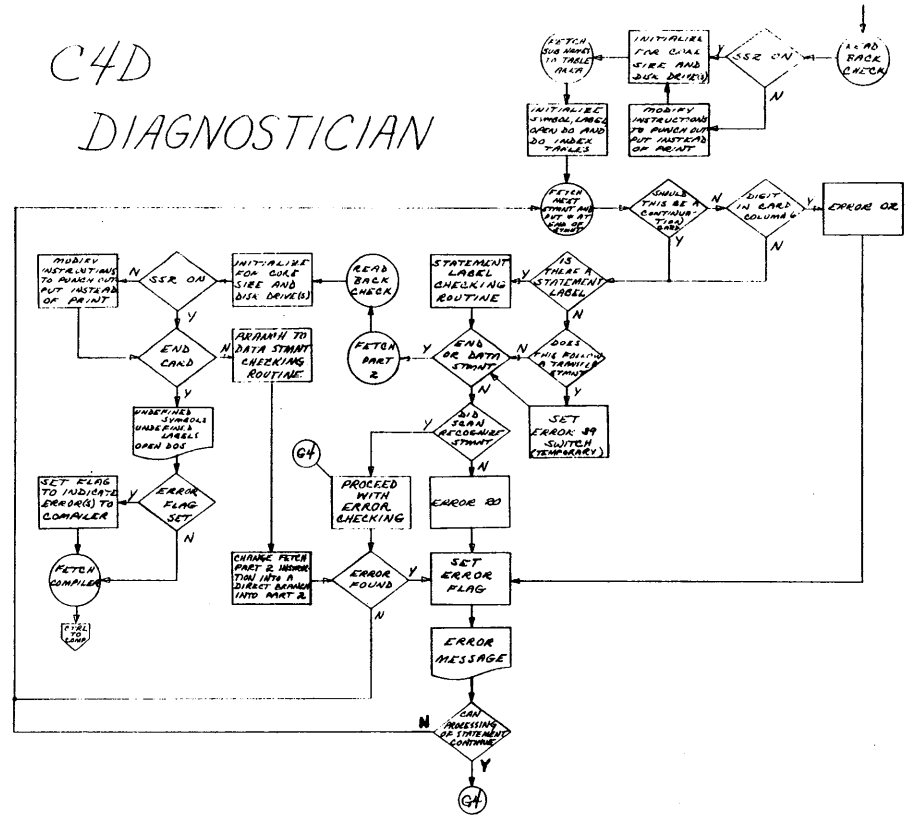 C4D
DIAGNOSTICIAN
READ
BACK
CHECK
SS2 ON
Y
N
INITIALIZE
FOR CORE
SIZE AND
DISK DRIVE(S)
MODIFY
INSTRUCTIONS
TO PUNCH OUT
PUT INSTEAD
OF PRINT
FETCH
SUB NAMES
TO TABLE
AREA
INITIALIZE
SYMBOL, LABEL
OPEN DO AND
DO INDEX
TABLES
FETCH
NEXT
STMNT AND
PUT ≠ AT
END OF
STMNT
SHOULD
THIS BE A
CONTINUA-
TION
CARD
N
Y
DIGIT
IN CARD
COLUMN 6
Y
N
ERROR 02
IS
THERE A
STATEMENT
LABEL
Y
N
STATEMENT
LABEL
CHECKING
ROUTINE
DOES
THIS FOLLOW
A TRANSFER
STMNT
N
Y
SET
ERROR 39
SWITCH
(TEMPORARY)
END
OR DATA
STMNT
Y
N
FETCH
PART
2
READ
BACK
CHECK
INITIALIZE
FOR CORE
SIZE AND
DISK DRIVE(S)
SS2 ON
N
Y
MODIFY
INSTRUCTIONS
TO PUNCH OUT
PUT INSTEAD
OF PRINT
END
CARD
N
Y
BRANCH TO
DATA STMNT
CHECKING
ROUTINE
UNDEFINED
SYMBOLS
UNDEFINED
LABELS
OPEN DOS
ERROR
FLAG
SET
Y
N
SET FLAG
TO INDICATE
ERROR(S) TO
COMPILER
FETCH
COMPILER
CTRL
TO
COMP
DID
SCAN
RECOGNIZE
STMNT
Y
N
G4
PROCEED
WITH
ERROR
CHECKING
ERROR 20
CHANGE FETCH
PART 2 INSTRUC-
TION INTO A
DIRECT BRANCH
INTO PART 2
ERROR
FOUND
Y
N
SET
ERROR
FLAG
ERROR
MESSAGE
CAN
PROCESSING
OF STATEMENT
CONTINUE
N
Y
G4